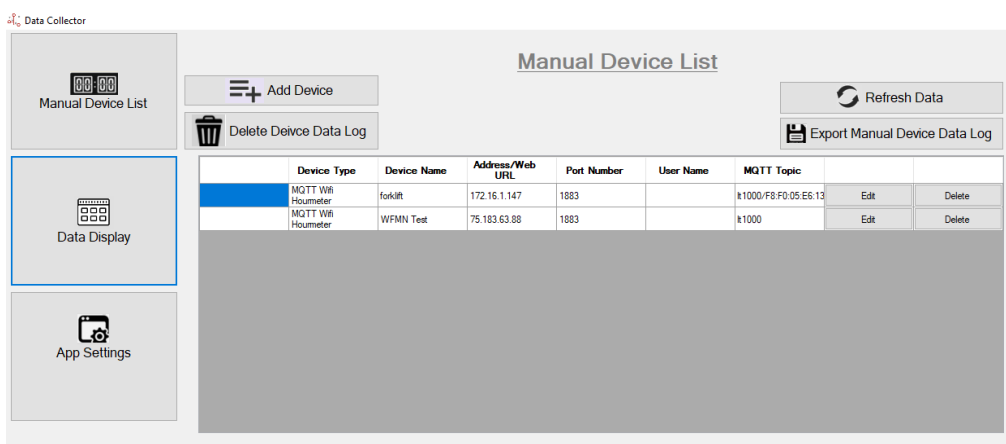 Data Collector
Manual Device List
00:00
Manual Device List
Add Device
Refresh Data
Delete Deivce Data Log
Export Manual Device Data Log
Device Type Device Name Address/Web URL Port Number User Name MQTT Topic
MQTT Wifi Hourmeter forklift 172.16.1.147 1883 lt1000/F8:F0:05:E6:13 Edit Delete
MQTT Wifi Hourmeter WFMN Test 75.183.63.88 1883 lt1000 Edit Delete
Data Display
App Settings